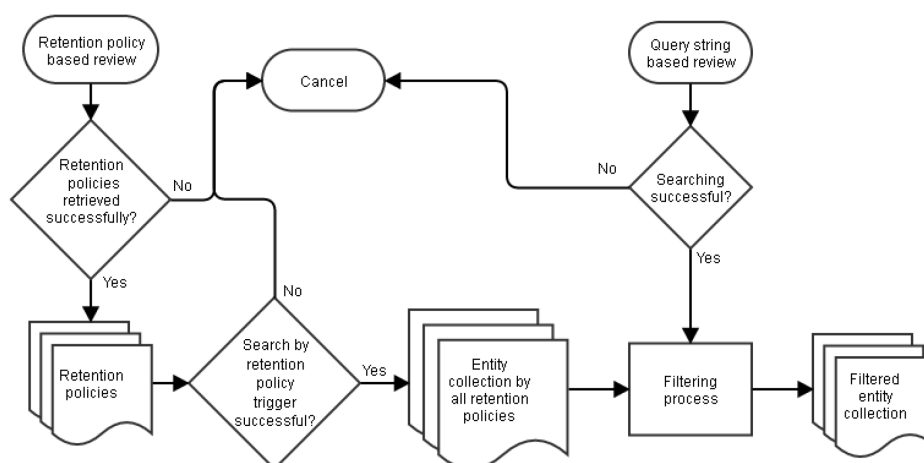 Retention policy
based review
Cancel
Query string
based review
Retention
policies
retrieved
successfully?
No
No
Searching
successful?
Yes
Yes
No
Search by
retention
policy
trigger
successful?
Retention
policies
Yes
Entity
collection by
all retention
policies
Filtering
process
Filtered
entity
collection